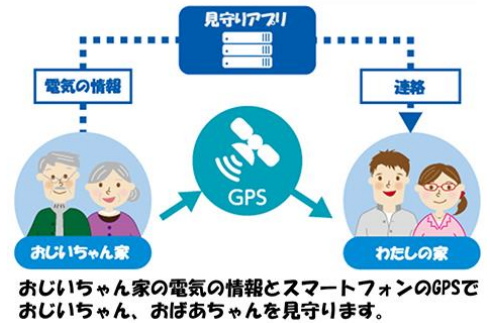 見守りアプリ
電気の情報
連絡
GPS
おじいちゃん家
わたしの家
おじいちゃん家の電気の情報とスマートフォンのGPSで
おじいちゃん、おばあちゃんを見守ります。